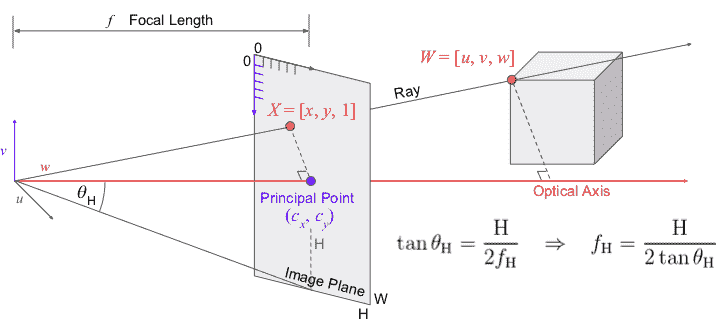 f Focal Length
0
0
W = [u, v, w]
Ray
X = [x, y, 1]
v
w
u
θ_H
Principal Point
(c_x, c_y)
Optical Axis
H
tan θ_H = H / 2f_H ⇒ f_H = H / 2 tan θ_H
Image Plane
W
H